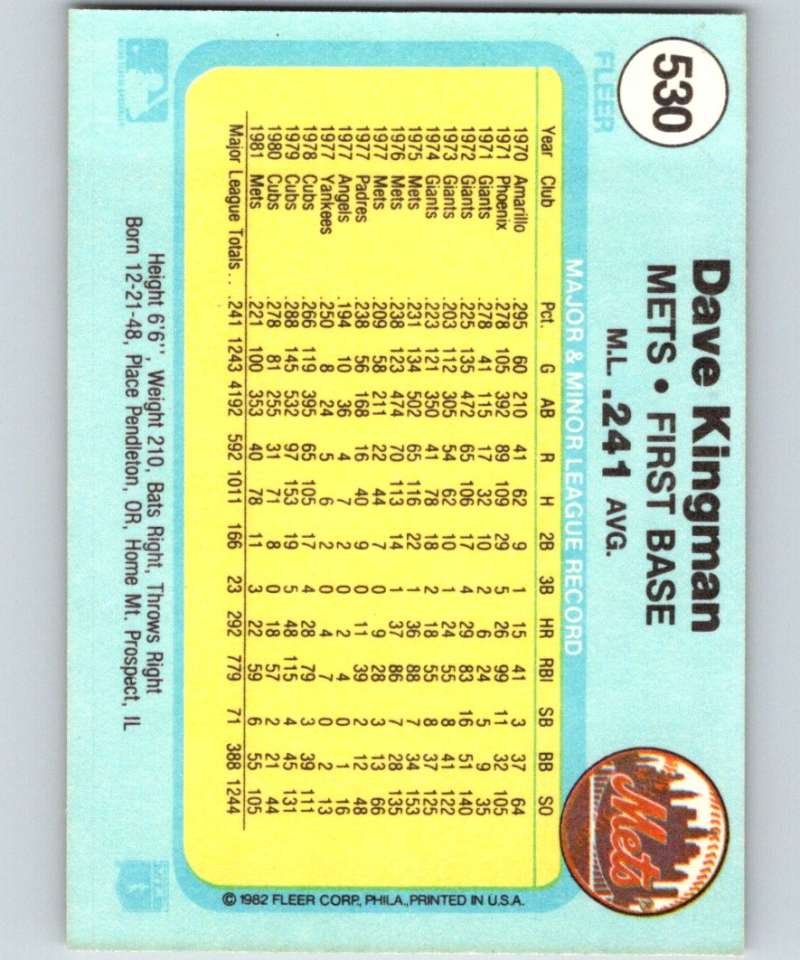 530
FLEER
Dave Kingman
METS • FIRST BASE
M.L. .241 AVG.
Mets
MAJOR & MINOR LEAGUE RECORD
Year Club Pct. G AB R H 2B 3B HR RBI SB BB SO
1970 Amarillo .295 60 210 41 62 9 1 15 41 3 37 64
1971 Phoenix .278 105 392 89 109 29 5 26 99 11 32 105
1971 Giants .278 41 115 17 32 10 2 6 24 5 9 35
1972 Giants .225 135 472 65 106 17 4 29 83 16 51 140
1973 Giants .203 112 305 54 62 10 1 24 55 8 41 122
1974 Giants .223 121 350 41 78 18 2 18 55 8 37 125
1975 Mets .231 134 502 65 116 22 1 36 88 7 34 153
1976 Mets .238 123 474 70 113 14 1 37 86 7 28 135
1977 Mets .209 58 211 22 44 7 0 9 28 3 13 66
1977 Padres .238 56 168 16 40 9 0 11 39 2 12 48
1977 Angels .194 10 36 4 7 2 0 2 4 0 1 16
1977 Yankees .250 8 24 5 6 2 0 4 7 0 2 13
1978 Cubs .266 119 395 65 105 17 4 28 79 3 39 111
1979 Cubs .288 145 532 97 153 19 5 48 115 4 45 131
1980 Cubs .278 81 255 31 71 8 0 18 57 2 21 44
1981 Mets .221 100 353 40 78 11 3 22 59 6 55 105
Major League Totals . . .241 1243 4192 592 1011 166 23 292 779 71 388 1244
© 1982 FLEER CORP., PHILA., PRINTED IN U.S.A.
Height 6'6", Weight 210, Bats Right, Throws Right
Born 12-21-48, Place Pendleton, OR, Home Mt. Prospect, IL